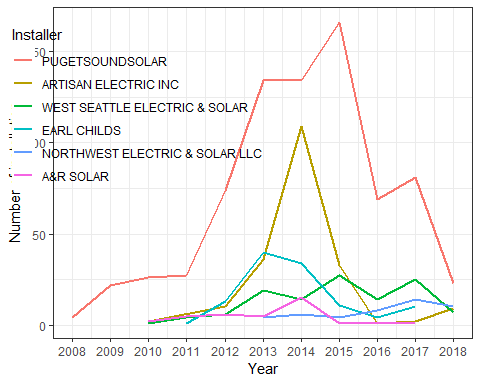 Installer
PUGETSOUNDSOLAR
ARTISAN ELECTRIC INC
WEST SEATTLE ELECTRIC & SOLAR
EARL CHILDS
NORTHWEST ELECTRIC & SOLAR LLC
A&R SOLAR
Number
50
0
2008 2009 2010 2011 2012 2013 2014 2015 2016 2017 2018
Year